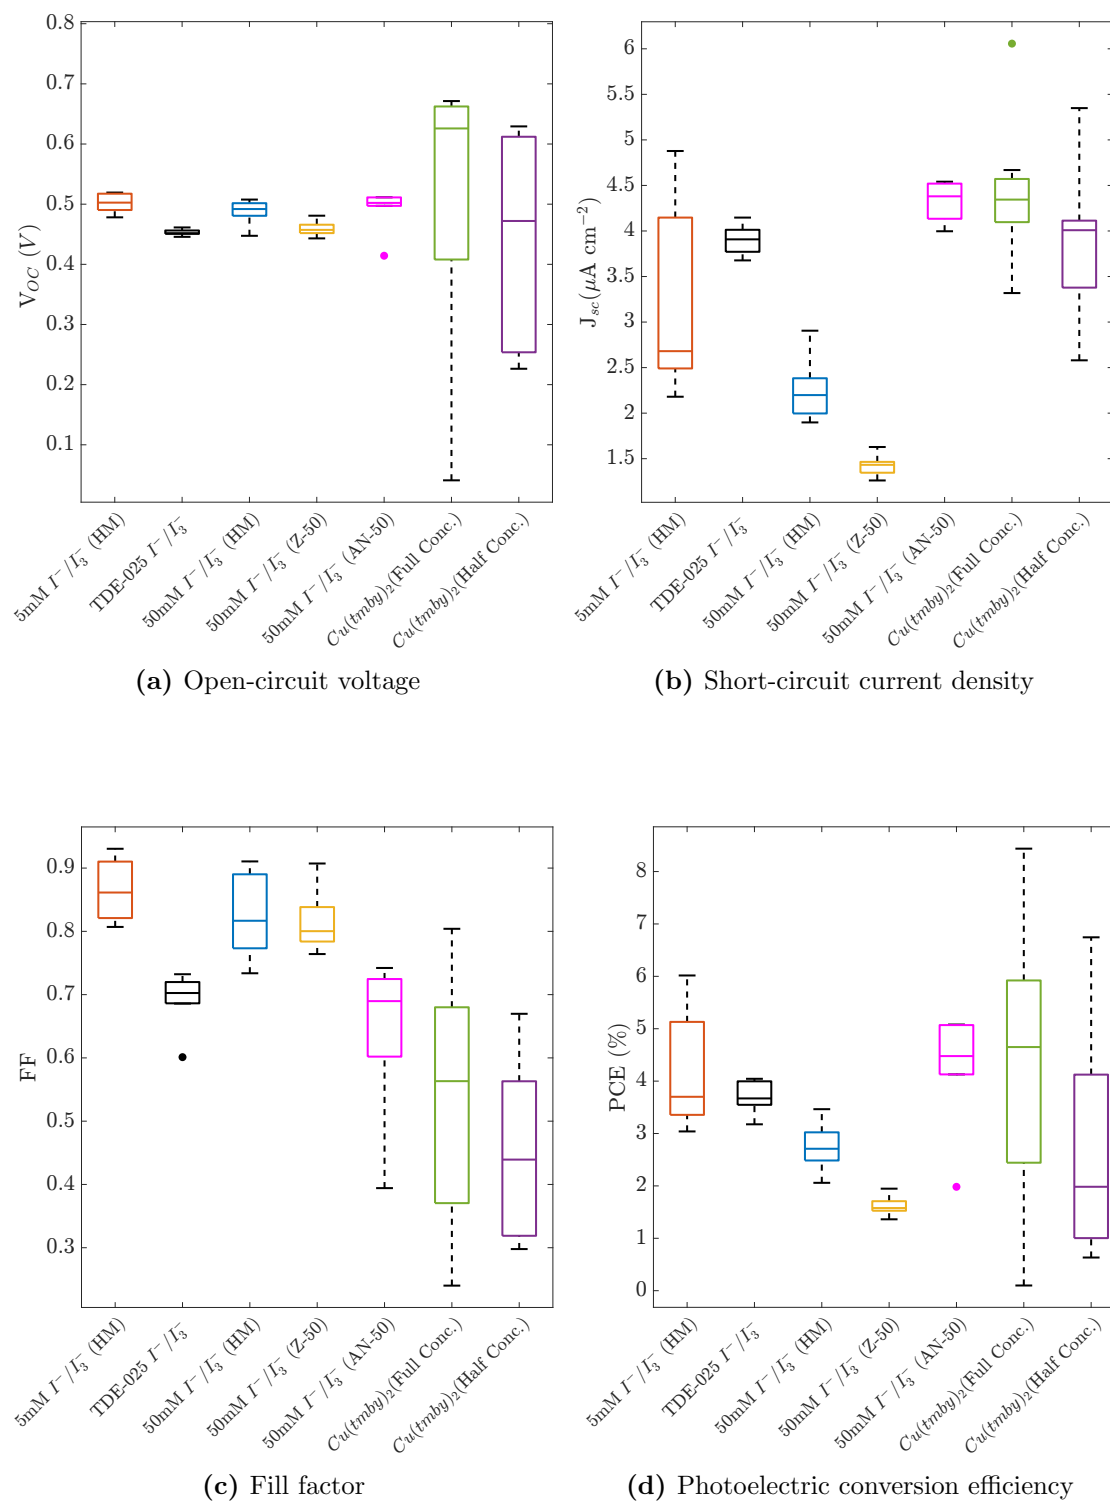 0.8
0.7
0.6
0.5
0.4
0.3
0.2
0.1
V_OC (V)
5mM I⁻/I₃⁻ (HM)
TDE-025 I⁻/I₃⁻
50mM I⁻/I₃⁻ (HM)
50mM I⁻/I₃⁻ (Z-50)
50mM I⁻/I₃⁻ (AN-50)
Cu(tmby)₂(Full Conc.)
Cu(tmby)₂(Half Conc.)
(a) Open-circuit voltage
6
5.5
5
4.5
4
3.5
3
2.5
2
1.5
J_sc(μA cm⁻²)
5mM I⁻/I₃⁻ (HM)
TDE-025 I⁻/I₃⁻
50mM I⁻/I₃⁻ (HM)
50mM I⁻/I₃⁻ (Z-50)
50mM I⁻/I₃⁻ (AN-50)
Cu(tmby)₂(Full Conc.)
Cu(tmby)₂(Half Conc.)
(b) Short-circuit current density
0.9
0.8
0.7
0.6
0.5
0.4
0.3
FF
5mM I⁻/I₃⁻ (HM)
TDE-025 I⁻/I₃⁻
50mM I⁻/I₃⁻ (HM)
50mM I⁻/I₃⁻ (Z-50)
50mM I⁻/I₃⁻ (AN-50)
Cu(tmby)₂(Full Conc.)
Cu(tmby)₂(Half Conc.)
(c) Fill factor
8
7
6
5
4
3
2
1
0
PCE (%)
5mM I⁻/I₃⁻ (HM)
TDE-025 I⁻/I₃⁻
50mM I⁻/I₃⁻ (HM)
50mM I⁻/I₃⁻ (Z-50)
50mM I⁻/I₃⁻ (AN-50)
Cu(tmby)₂(Full Conc.)
Cu(tmby)₂(Half Conc.)
(d) Photoelectric conversion efficiency